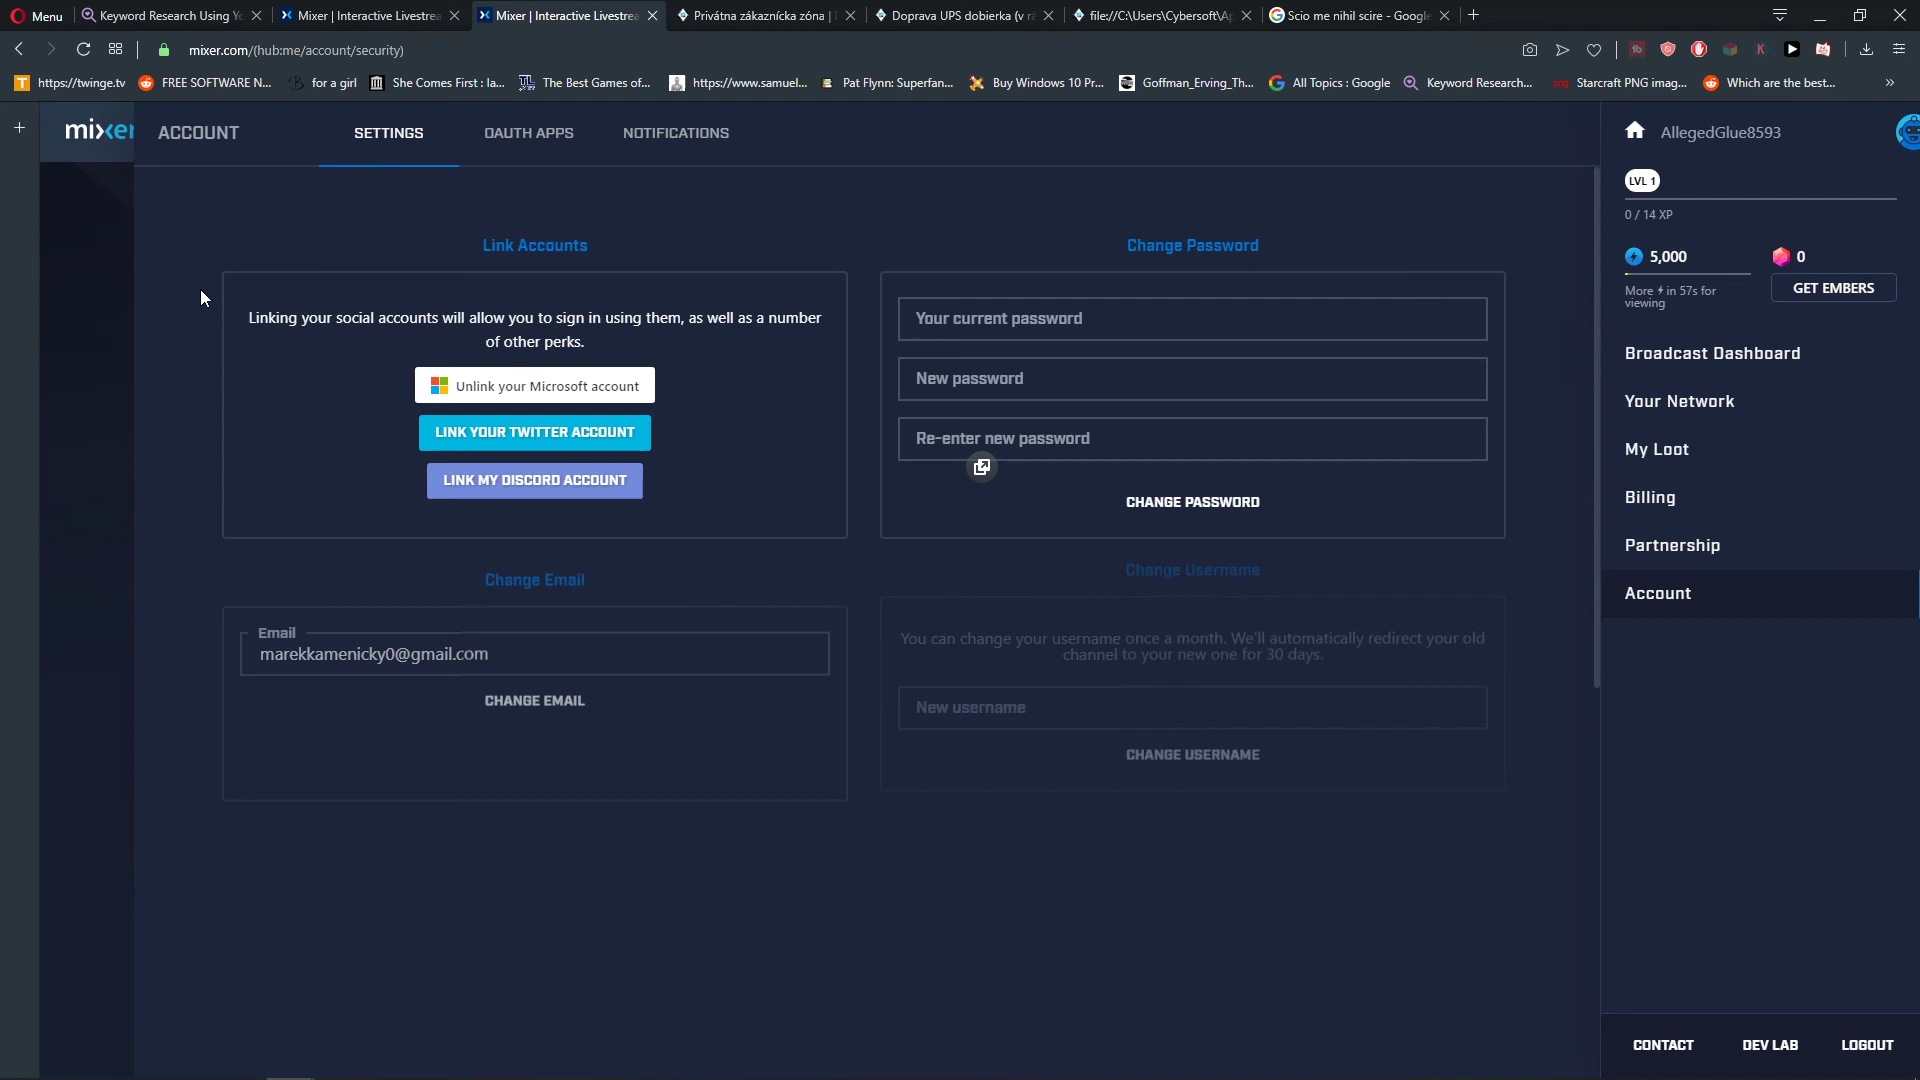 Menu
Keyword Research Using Yo
Mixer | Interactive Livestrea
Mixer | Interactive Livestrea
Privátna zákaznícka zóna |
Doprava UPS dobierka (v rá
file://C:\Users\Cybersoft\Ap
Scio me nihil scire - Google
mixer.com/(hub:me/account/security)
https://twinge.tv
FREE SOFTWARE N...
for a girl
She Comes First : la...
The Best Games of...
https://www.samuel...
Pat Flynn: Superfan...
Buy Windows 10 Pr...
Goffman_Erving_Th...
All Topics : Google
Keyword Research...
Starcraft PNG imag...
Which are the best...
mixer
ACCOUNT
SETTINGS
OAUTH APPS
NOTIFICATIONS
AllegedGlue8593
LVL 1
0 / 14 XP
5,000
0
More in 57s for
viewing
GET EMBERS
Link Accounts
Linking your social accounts will allow you to sign in using them, as well as a number
of other perks.
Unlink your Microsoft account
LINK YOUR TWITTER ACCOUNT
LINK MY DISCORD ACCOUNT
Change Password
Your current password
New password
Re-enter new password
CHANGE PASSWORD
Change Email
Email
marekkamenicky0@gmail.com
CHANGE EMAIL
Change Username
You can change your username once a month. We'll automatically redirect your old
channel to your new one for 30 days.
New username
CHANGE USERNAME
Broadcast Dashboard
Your Network
My Loot
Billing
Partnership
Account
CONTACT
DEV LAB
LOGOUT